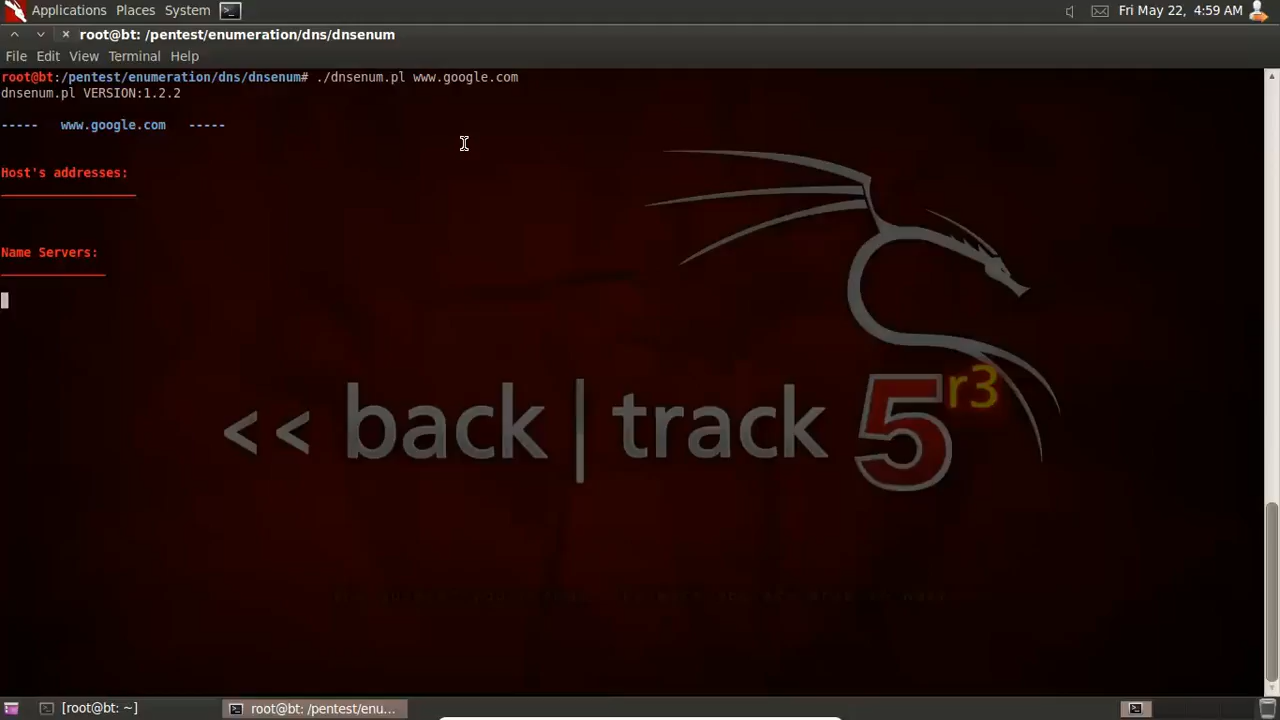 Applications Places System
Fri May 22, 4:59 AM
root@bt: /pentest/enumeration/dns/dnsenum
File Edit View Terminal Help
root@bt:/pentest/enumeration/dns/dnsenum# ./dnsenum.pl www.google.com
dnsenum.pl VERSION:1.2.2
----- www.google.com -----
Host's addresses:
Name Servers:
<< back | track 5 r3
[root@bt: ~]
root@bt: /pentest/enu...